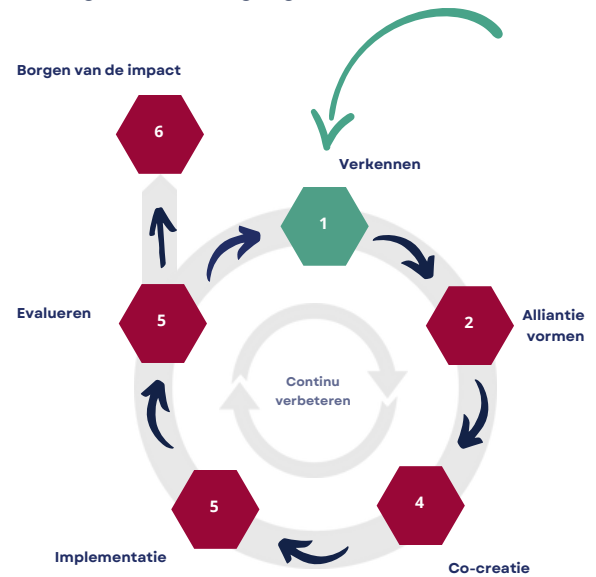 Borgen van de impact
6
Verkennen
1
Evalueren
5
2
Alliantie
vormen
Continu
verbeteren
5
4
Implementatie
Co-creatie